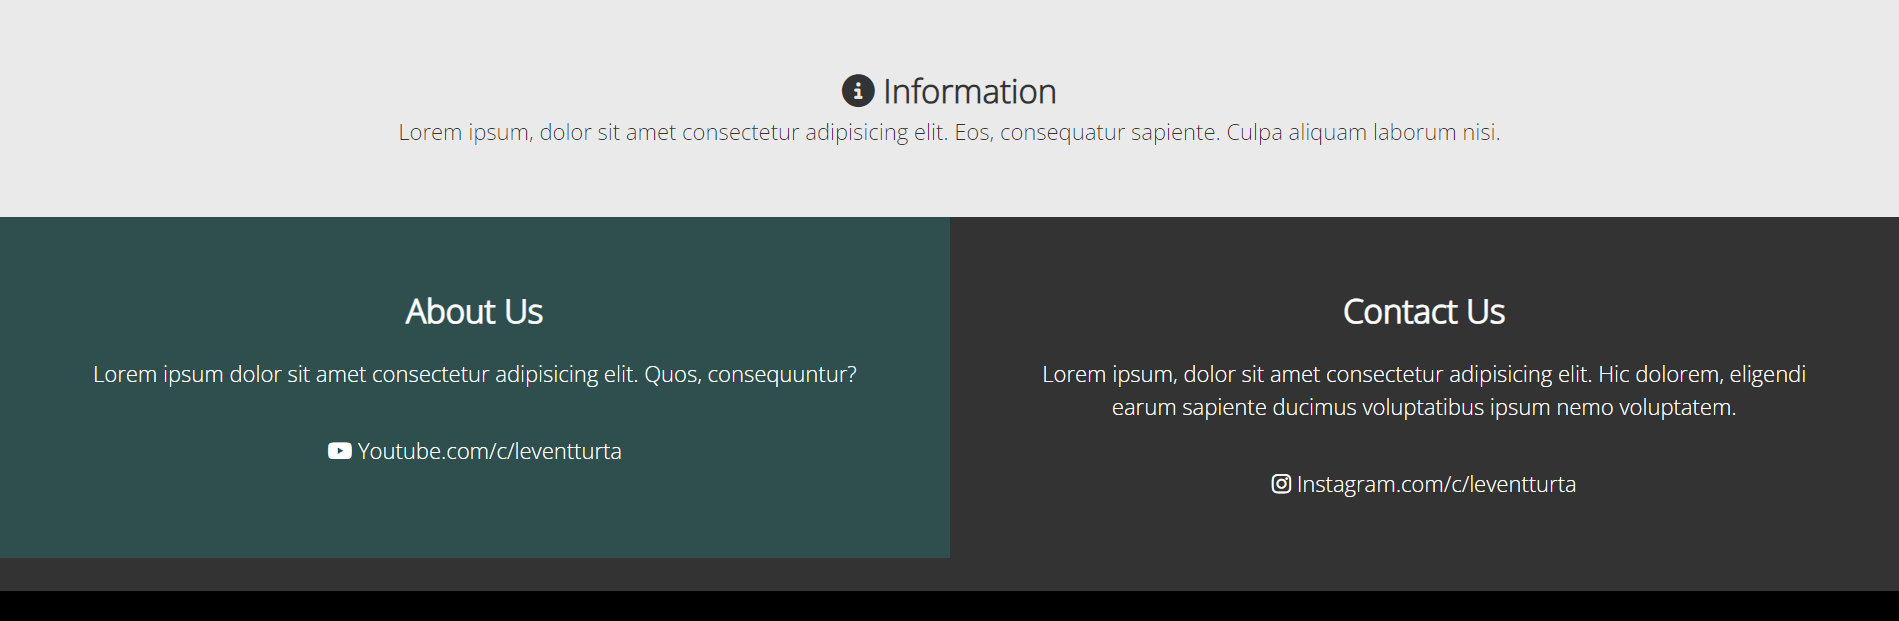 Information
Lorem ipsum, dolor sit amet consectetur adipisicing elit. Eos, consequatur sapiente. Culpa aliquam laborum nisi.
About Us
Lorem ipsum dolor sit amet consectetur adipisicing elit. Quos, consequuntur?
Youtube.com/c/leventturta
Contact Us
Lorem ipsum, dolor sit amet consectetur adipisicing elit. Hic dolorem, eligendi
earum sapiente ducimus voluptatibus ipsum nemo voluptatem.
Instagram.com/c/leventturta